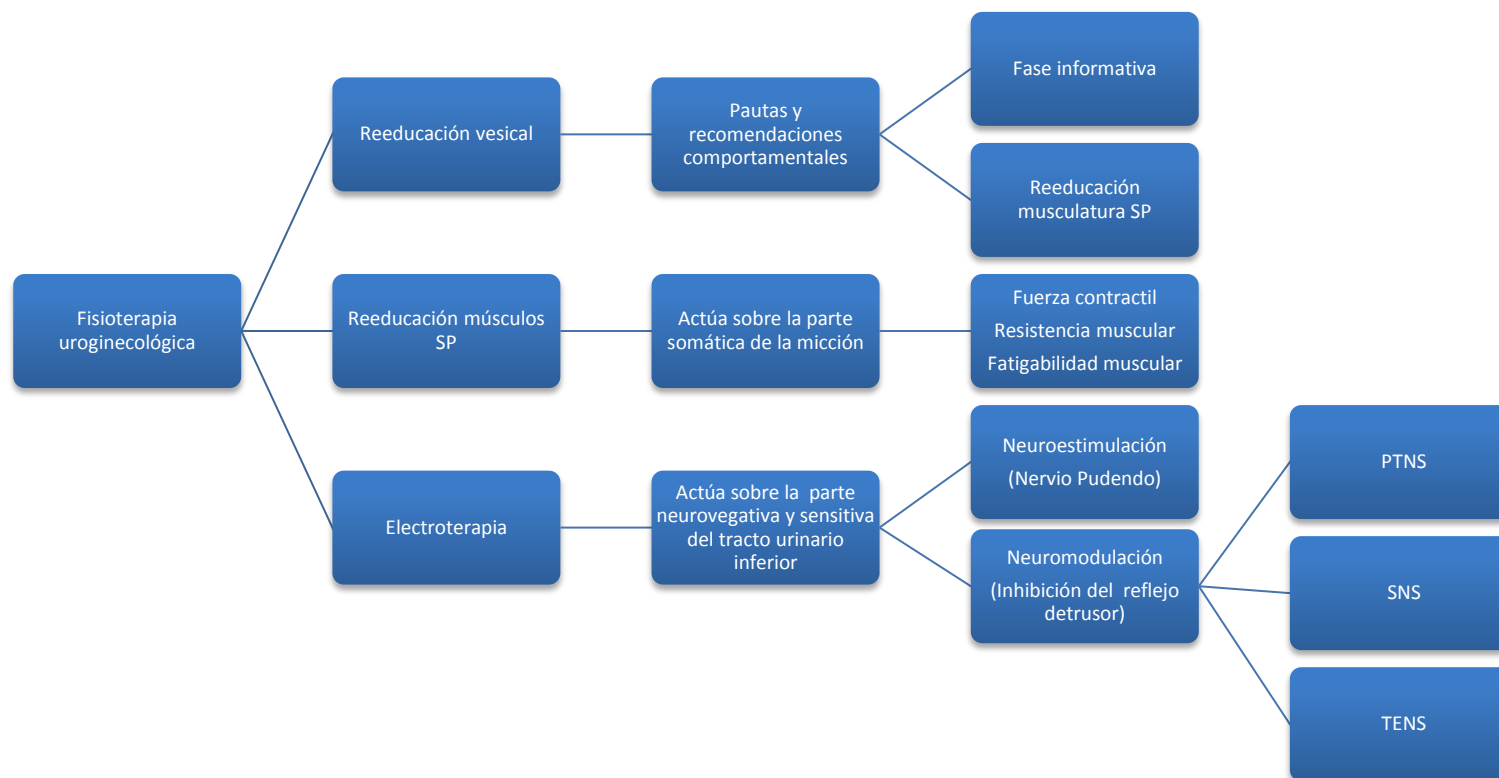 Fisioterapia
uroginecológica
Reeducación vesical
Pautas y
recomendaciones
comportamentales
Fase informativa
Reeducación
musculatura SP
Reeducación músculos
SP
Actúa sobre la parte
somática de la micción
Fuerza contractil
Resistencia muscular
Fatigabilidad muscular
Electroterapia
Actúa sobre la parte
neurovegativa y sensitiva
del tracto urinario
inferior
Neuroestimulación
(Nervio Pudendo)
Neuromodulación
(Inhibición del reflejo
detrusor)
PTNS
SNS
TENS